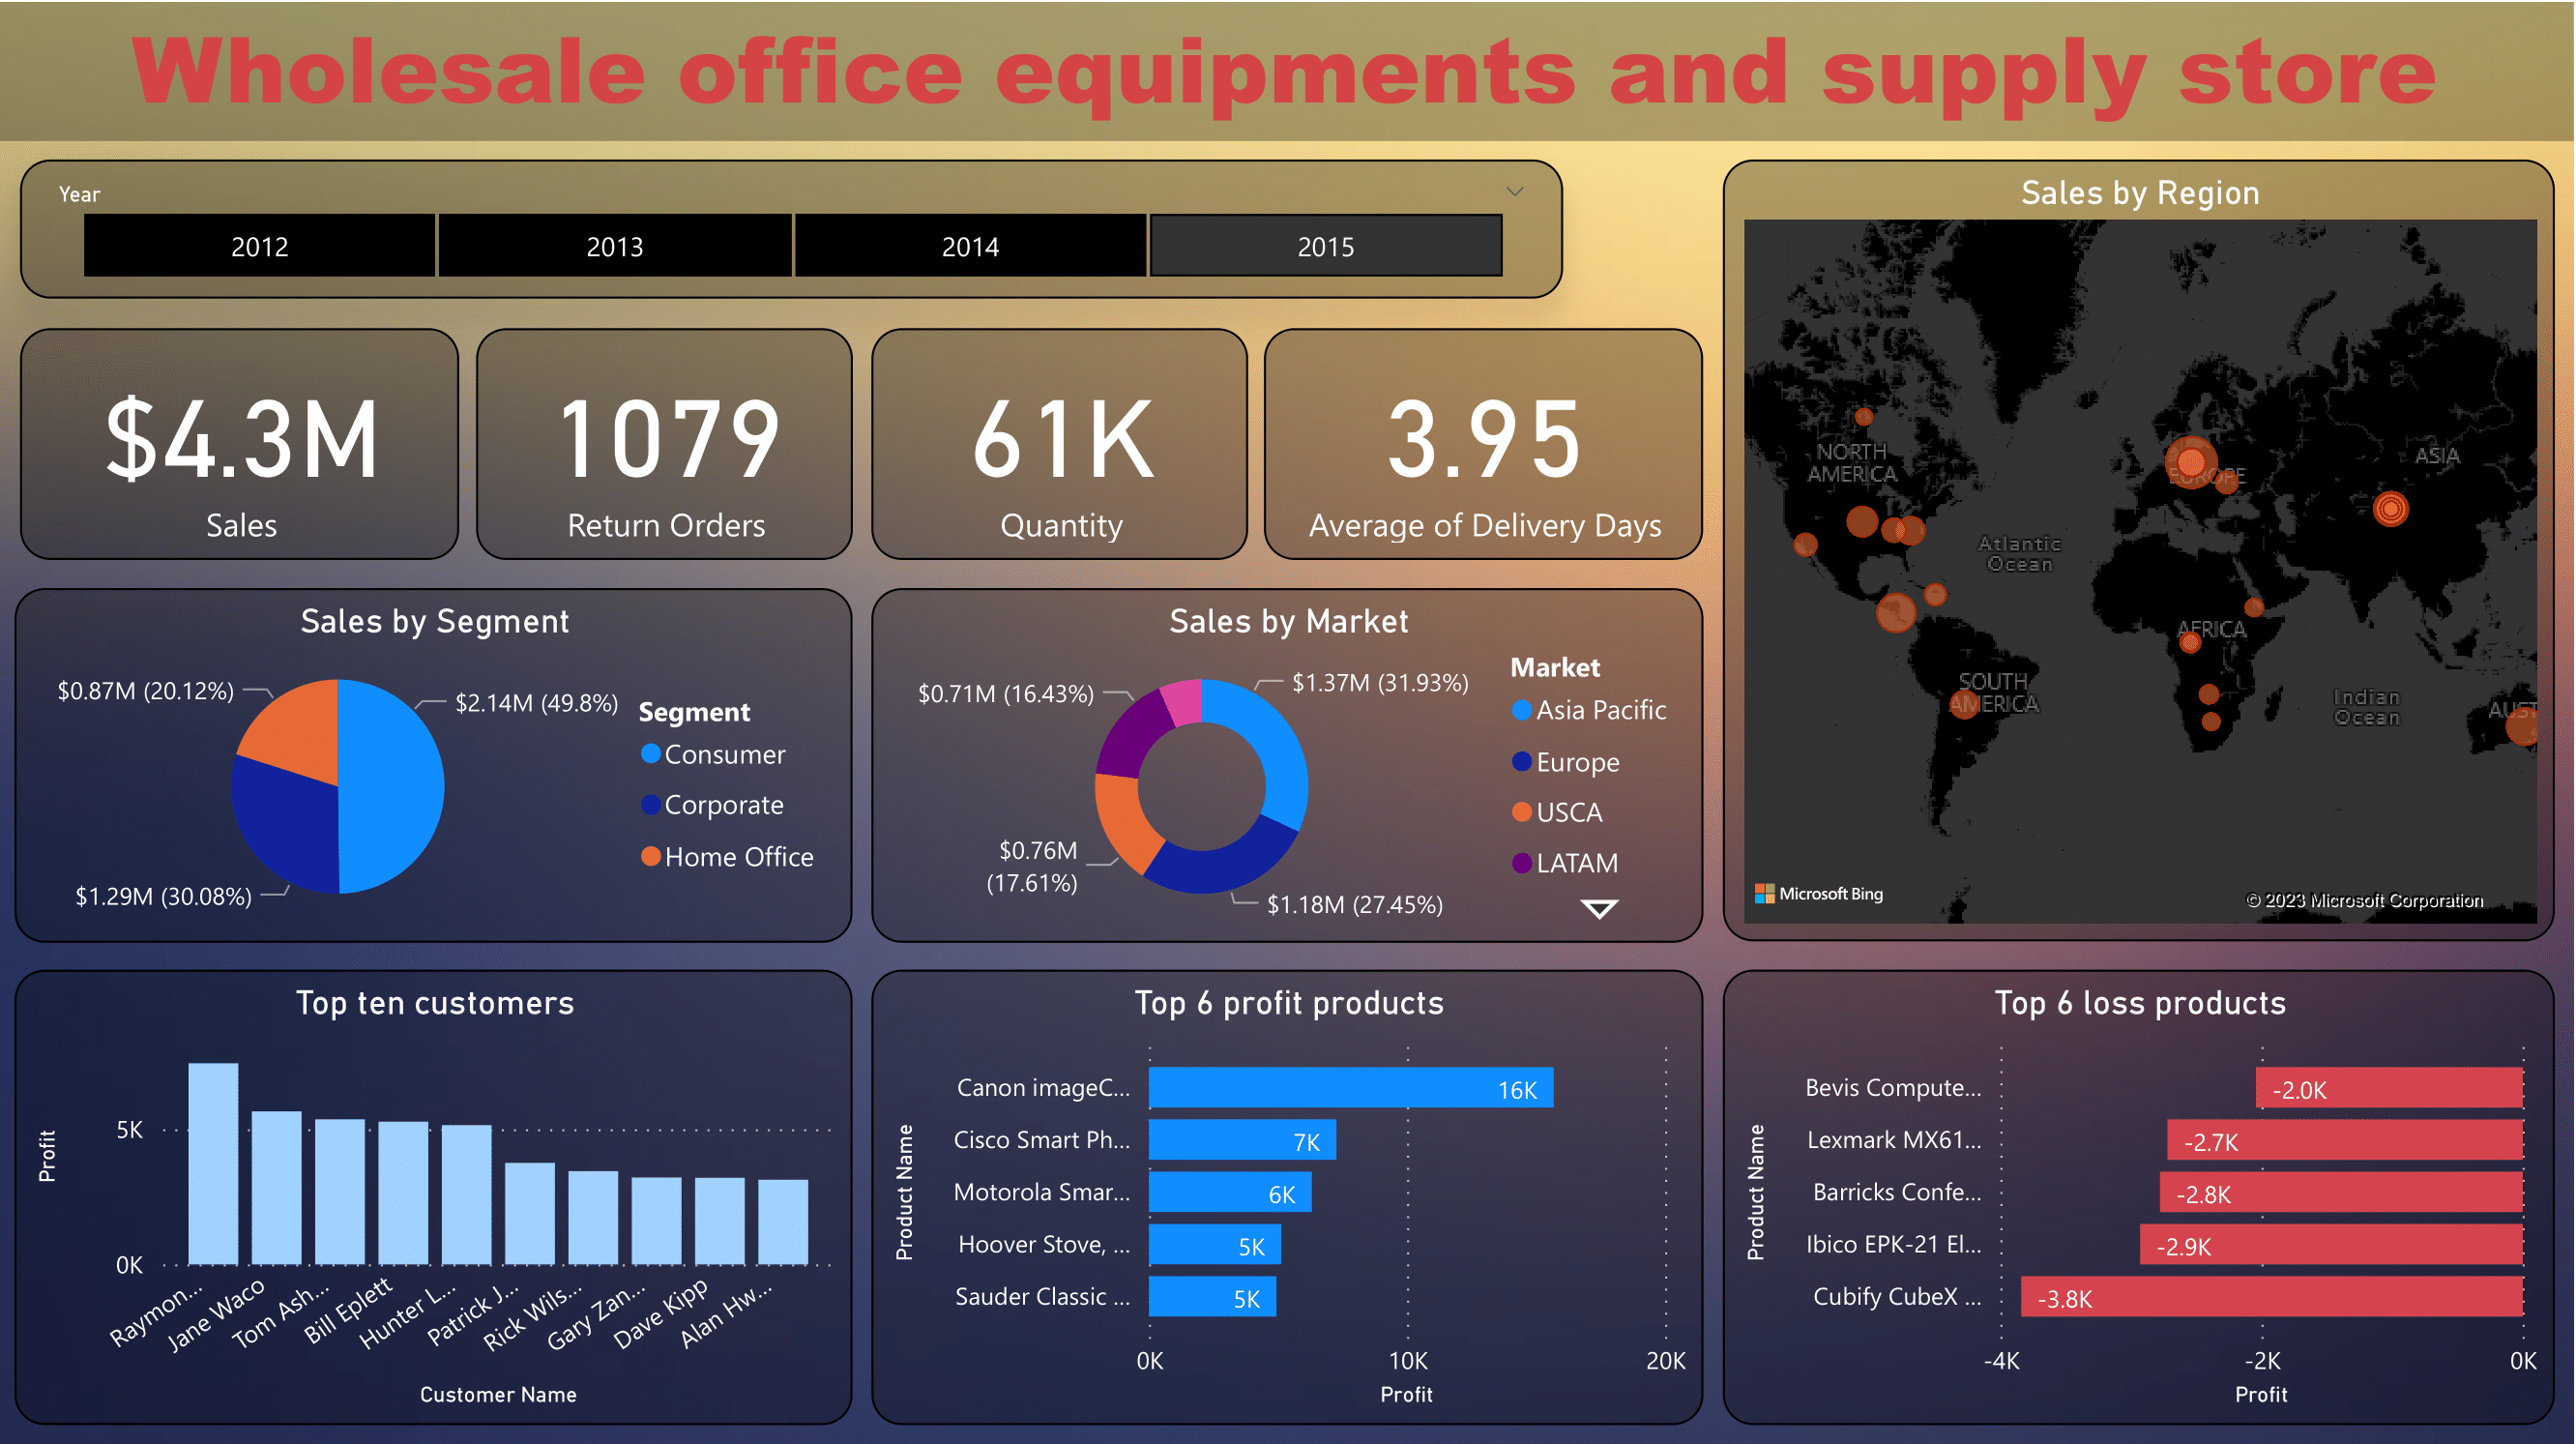 Wholesale office equipments and supply store
Year
2012
2013
2014
2015
$4.3M
Sales
1079
Return Orders
61K
Quantity
3.95
Average of Delivery Days
Sales by Region
NORTH
AMERICA
EUROPE
ASIA
Atlantic
Ocean
AFRICA
SOUTH
AMERICA
Indian
Ocean
AUST
Microsoft Bing
© 2023 Microsoft Corporation
Sales by Segment
$0.87M (20.12%)
$2.14M (49.8%)
$1.29M (30.08%)
Segment
Consumer
Corporate
Home Office
Sales by Market
$0.71M (16.43%)
$1.37M (31.93%)
$0.76M
(17.61%)
$1.18M (27.45%)
Market
Asia Pacific
Europe
USCA
LATAM
Top ten customers
Profit
5K
0K
Raymon...
Jane Waco
Tom Ash...
Bill Eplett
Hunter L...
Patrick J...
Rick Wils...
Gary Zan...
Dave Kipp
Alan Hw...
Customer Name
Top 6 profit products
Product Name
Canon imageC...
16K
Cisco Smart Ph...
7K
Motorola Smar...
6K
Hoover Stove, ...
5K
Sauder Classic ...
5K
0K
10K
20K
Profit
Top 6 loss products
Product Name
Bevis Compute...
-2.0K
Lexmark MX61...
-2.7K
Barricks Confe...
-2.8K
Ibico EPK-21 El...
-2.9K
Cubify CubeX ...
-3.8K
-4K
-2K
0K
Profit